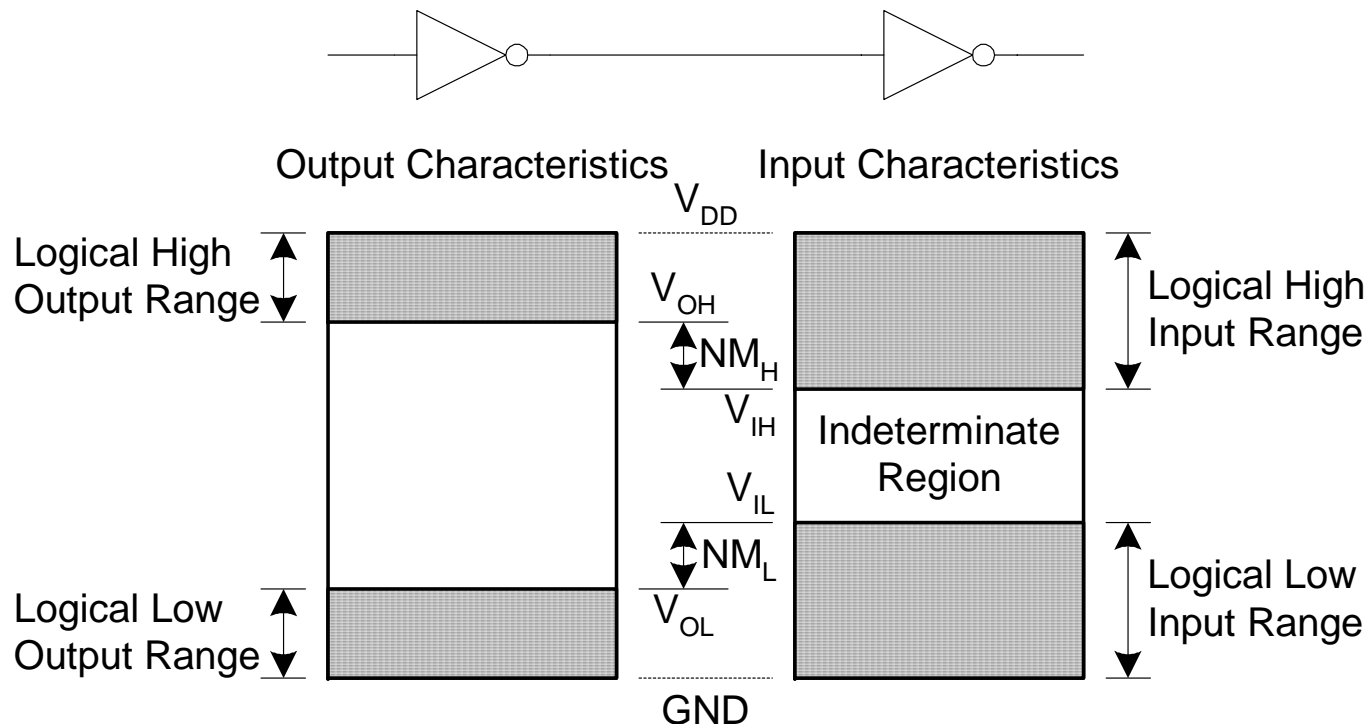 Output Characteristics
Input Characteristics
V_DD
Logical High
Output Range
V_OH
NM_H
V_IH
Logical High
Input Range
Indeterminate
Region
V_IL
NM_L
V_OL
Logical Low
Output Range
Logical Low
Input Range
GND